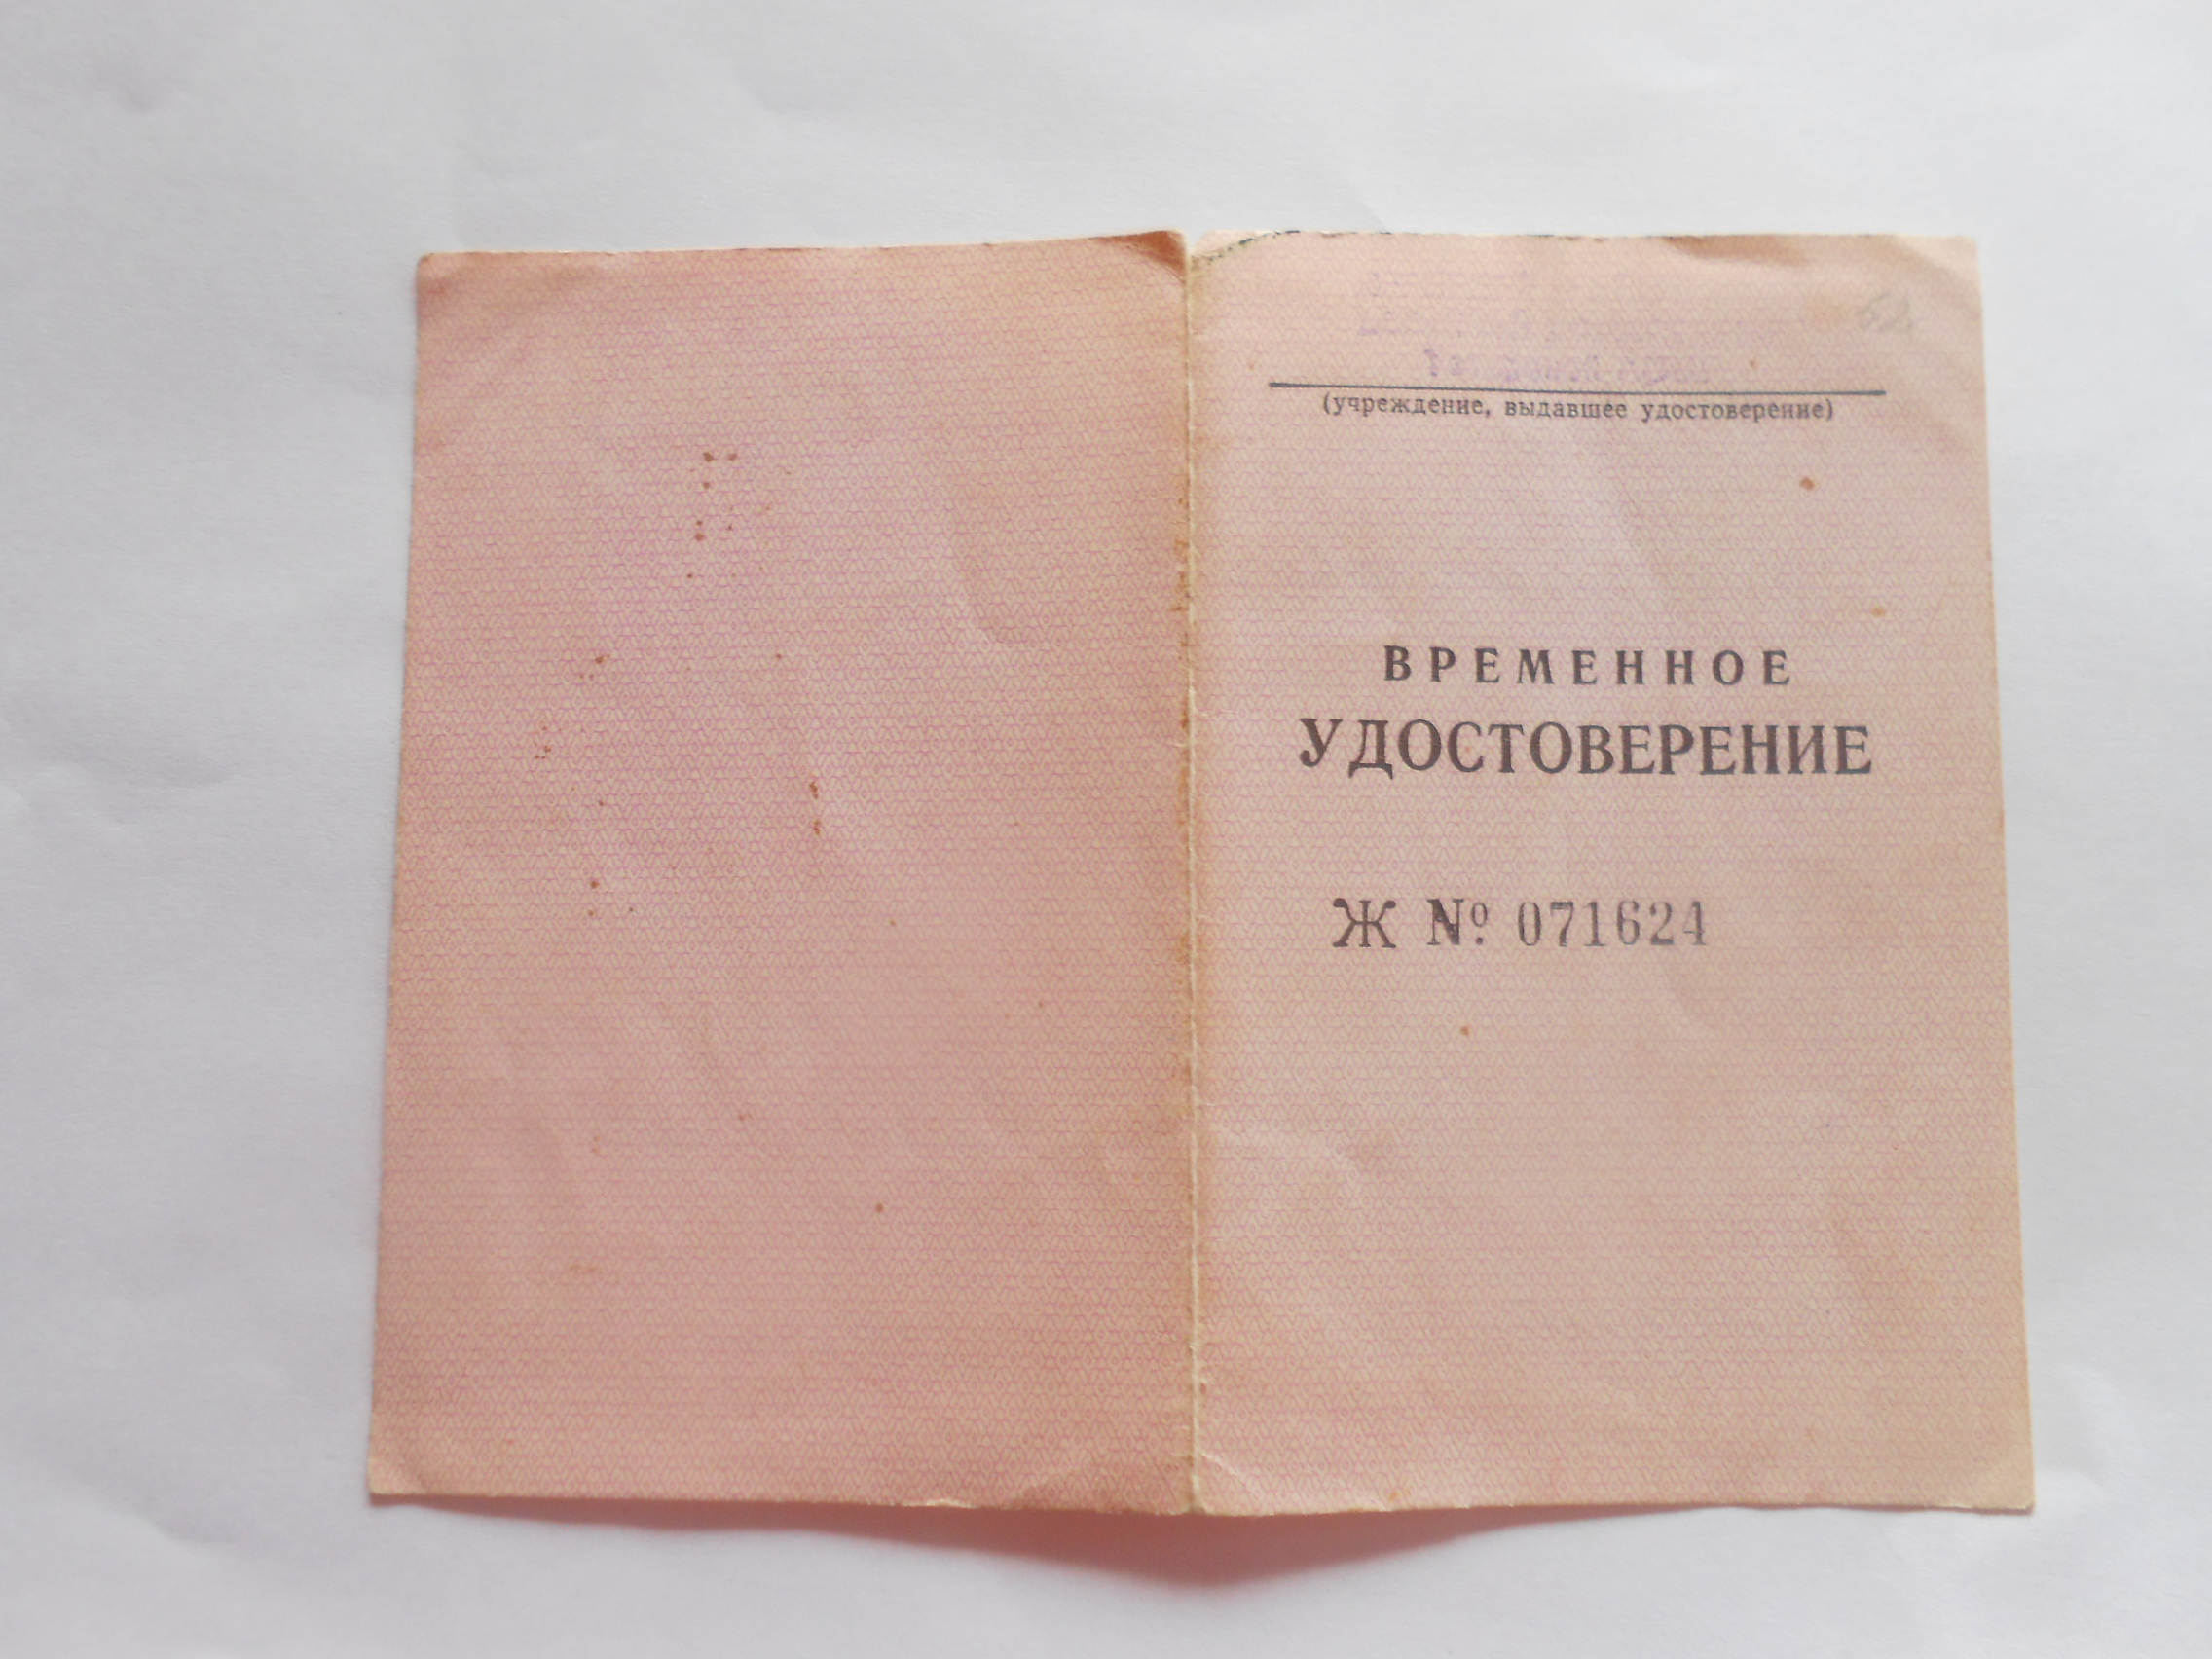 (учреждение, выдавшее удостоверение)
ВРЕМЕННОЕ
УДОСТОВЕРЕНИЕ
Ж № 071624